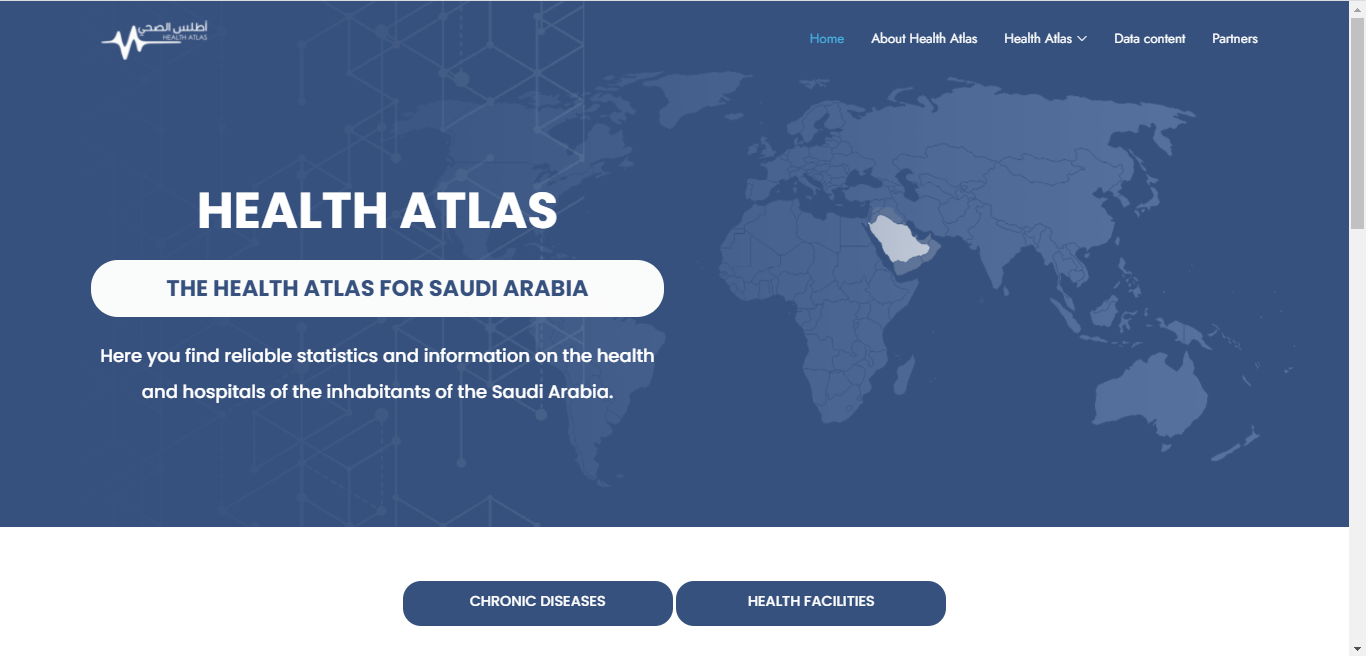 أطلس الصحي
HEALTH ATLAS
Home About Health Atlas Health Atlas Data content Partners
HEALTH ATLAS
THE HEALTH ATLAS FOR SAUDI ARABIA
Here you find reliable statistics and information on the health
and hospitals of the inhabitants of the Saudi Arabia.
CHRONIC DISEASES HEALTH FACILITIES